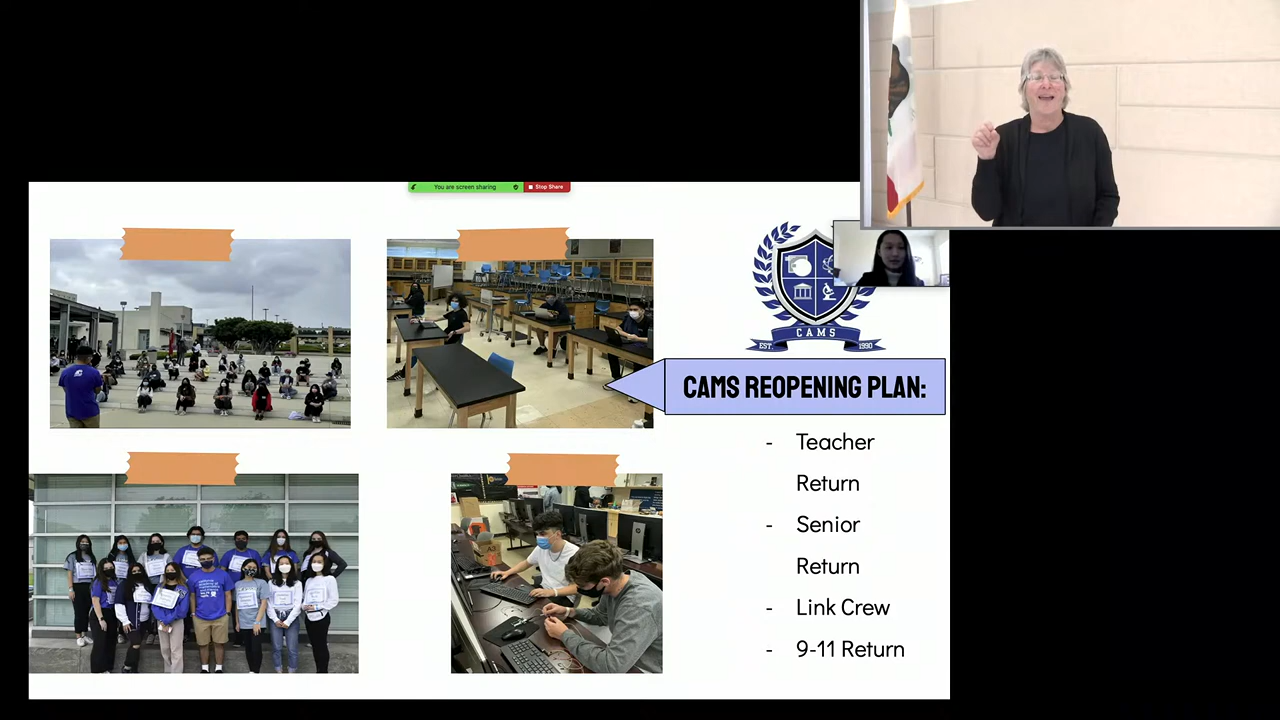 You are screen sharing
Stop Share
CAMS
EST.
1990
CAMS REOPENING PLAN:
- Teacher
Return
- Senior
Return
- Link Crew
- 9-11 Return